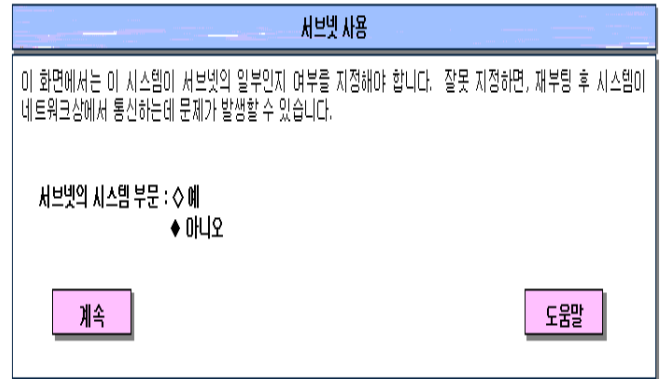 서브넷 사용
이 화면에서는 이 시스템이 서브넷의 일부인지 여부를 지정해야 합니다. 잘못 지정하면, 재부팅 후 시스템이
네트워크상에서 통신하는데 문제가 발생할 수 있습니다.
서브넷의 시스템 부문 : ◇ 예
◆ 아니오
계속
도움말